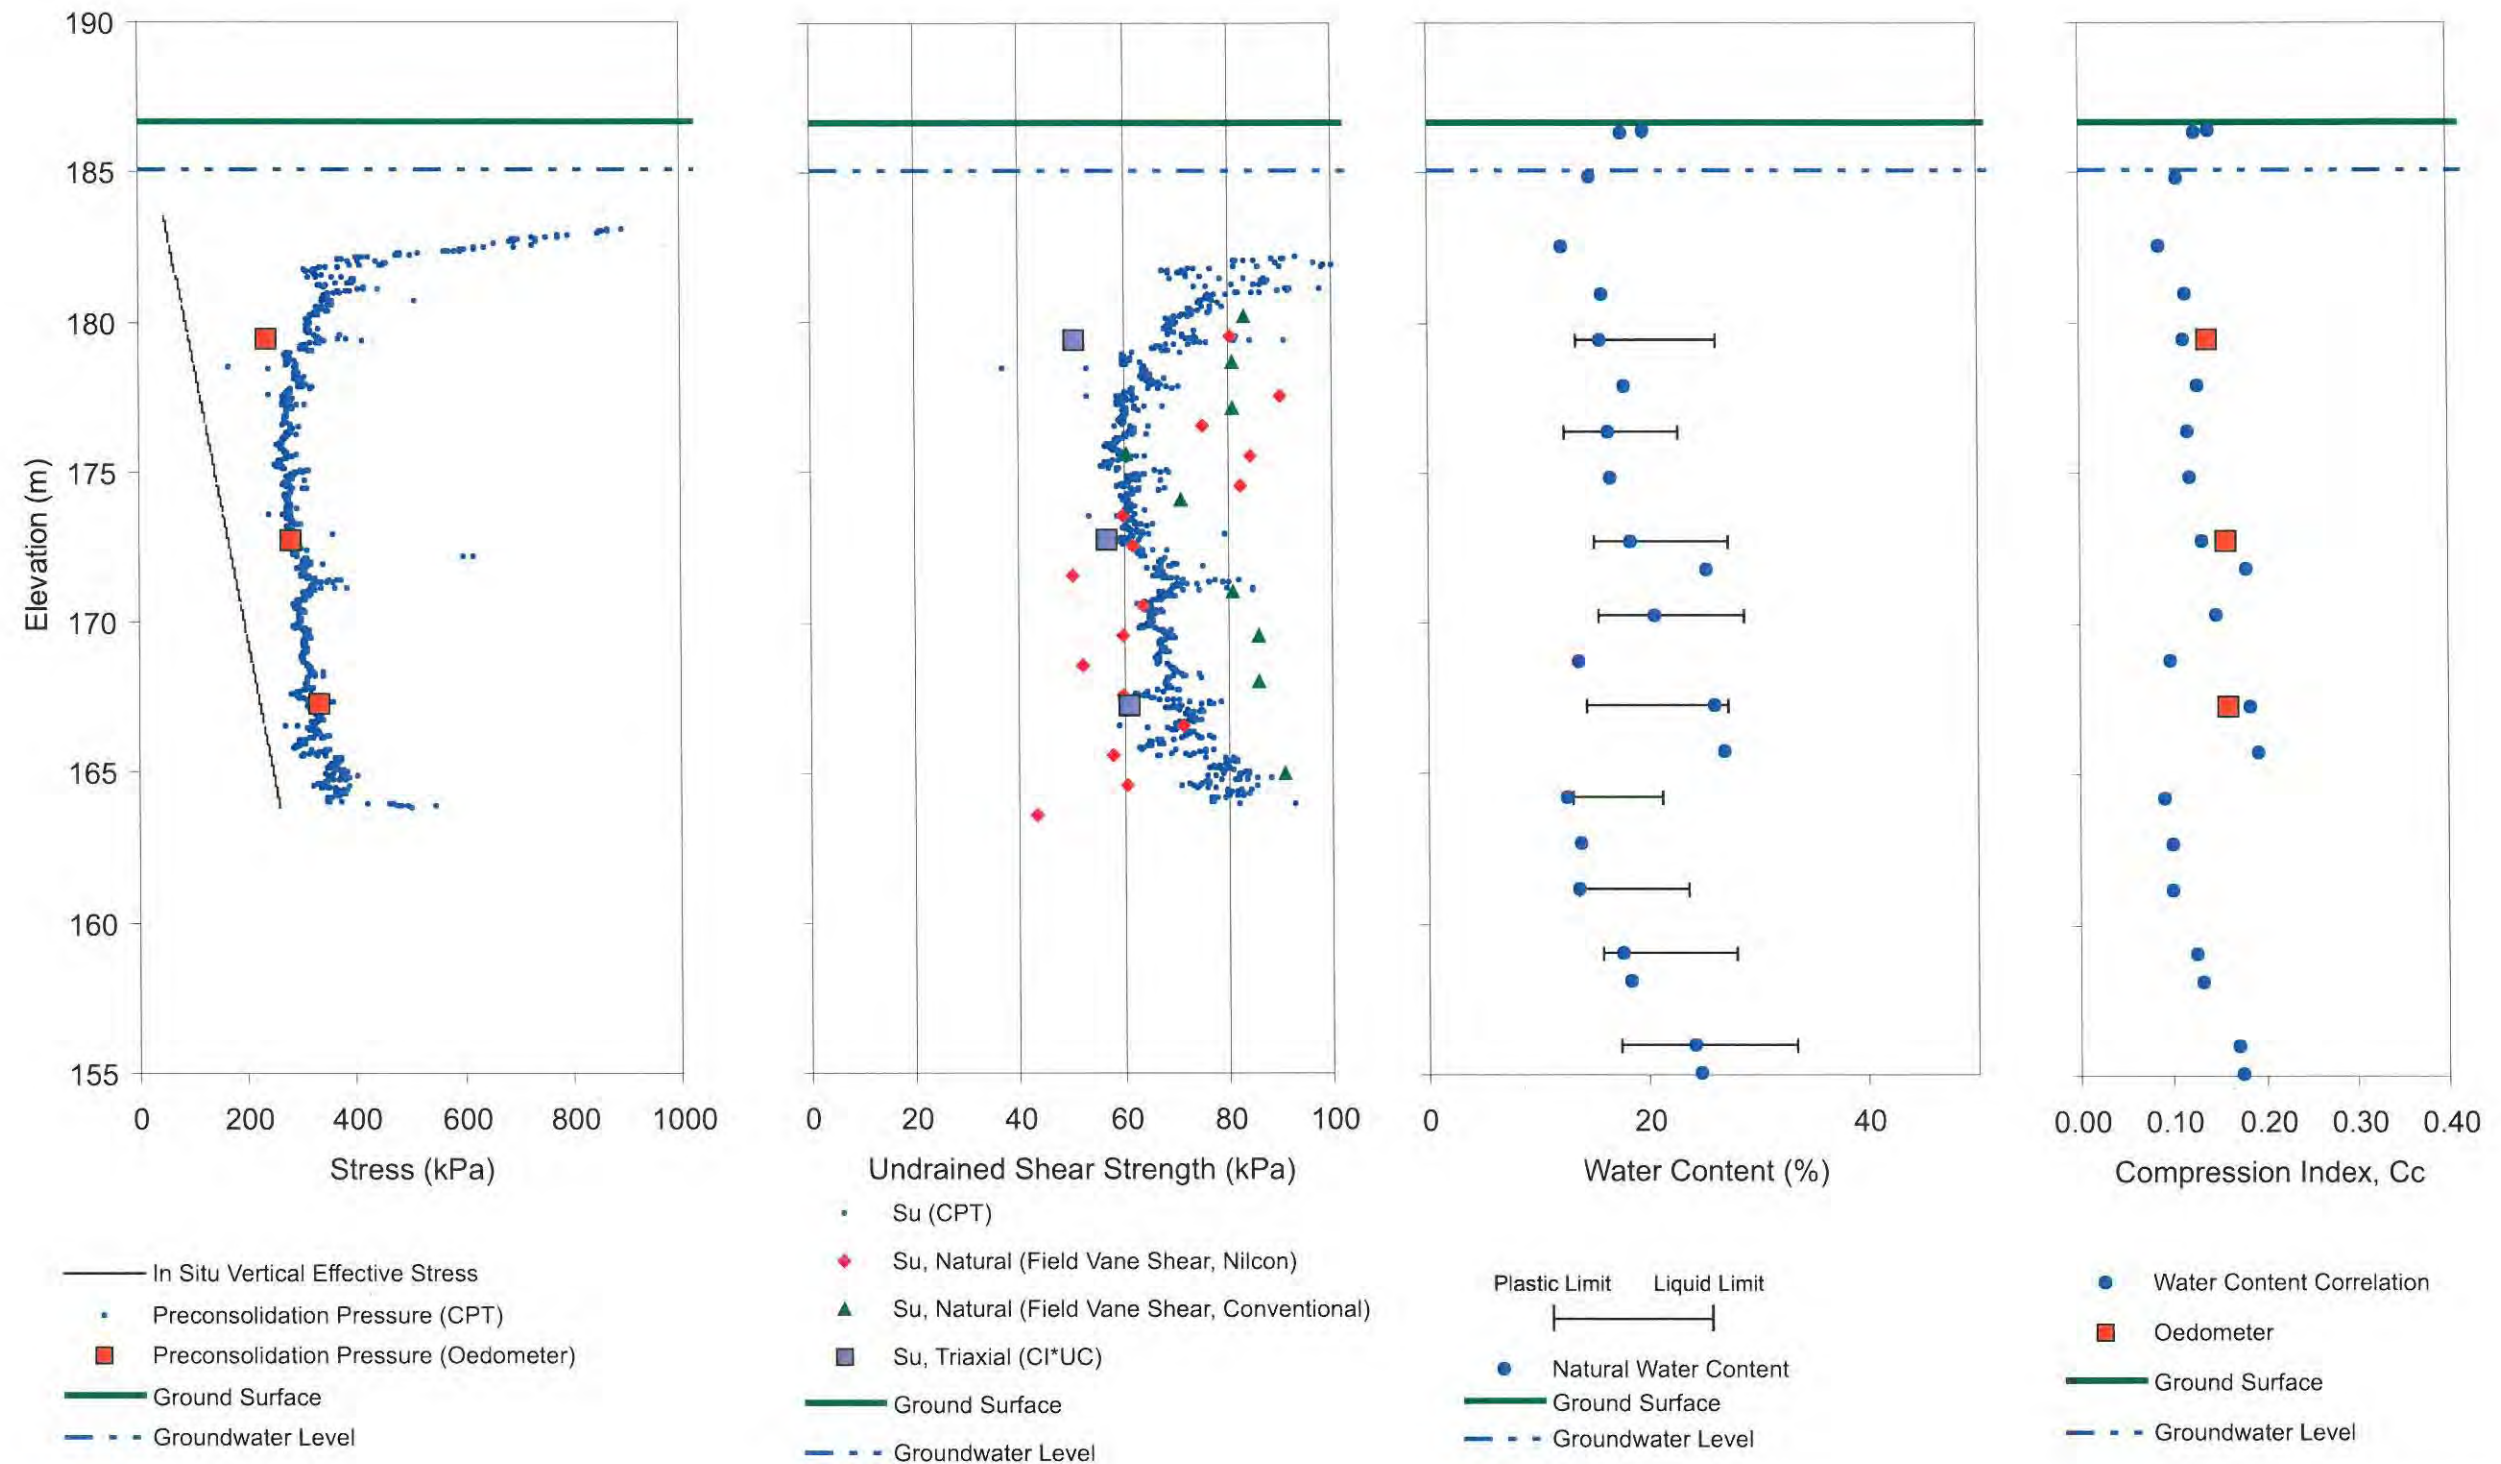 190
185
180
175
170
165
160
155
Elevation (m)
0 200 400 600 800 1000
Stress (kPa)
In Situ Vertical Effective Stress
Preconsolidation Pressure (CPT)
Preconsolidation Pressure (Oedometer)
Ground Surface
Groundwater Level
0 20 40 60 80 100
Undrained Shear Strength (kPa)
Su (CPT)
Su, Natural (Field Vane Shear, Nilcon)
Su, Natural (Field Vane Shear, Conventional)
Su, Triaxial (CI*UC)
Ground Surface
Groundwater Level
0 20 40
Water Content (%)
Plastic Limit Liquid Limit
Natural Water Content
Ground Surface
Groundwater Level
0.00 0.10 0.20 0.30 0.40
Compression Index, Cc
Water Content Correlation
Oedometer
Ground Surface
Groundwater Level